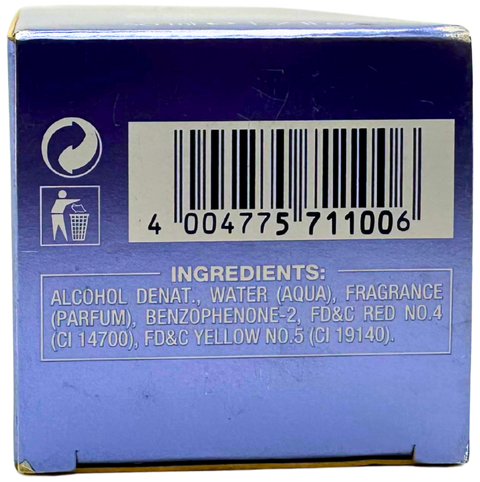 4 004775 711006
INGREDIENTS:
ALCOHOL DENAT., WATER (AQUA), FRAGRANCE
(PARFUM), BENZOPHENONE-2, FD&C RED NO.4
(CI 14700), FD&C YELLOW NO.5 (CI 19140).